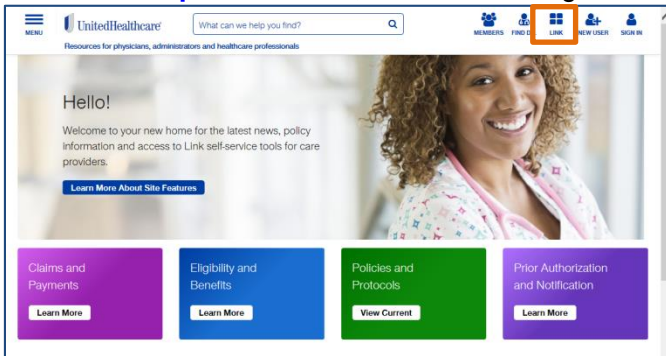 UnitedHealthcare
What can we help you find?
MENU
MEMBERS
FIND D
LINK
NEW USER
SIGN IN
Resources for physicians, administrators and healthcare professionals
Hello!
Welcome to your new home for the latest news, policy
information and access to Link self-service tools for care
providers.
Learn More About Site Features
Claims and
Payments
Learn More
Eligibility and
Benefits
Learn More
Policies and
Protocols
View Current
Prior Authorization
and Notification
Learn More